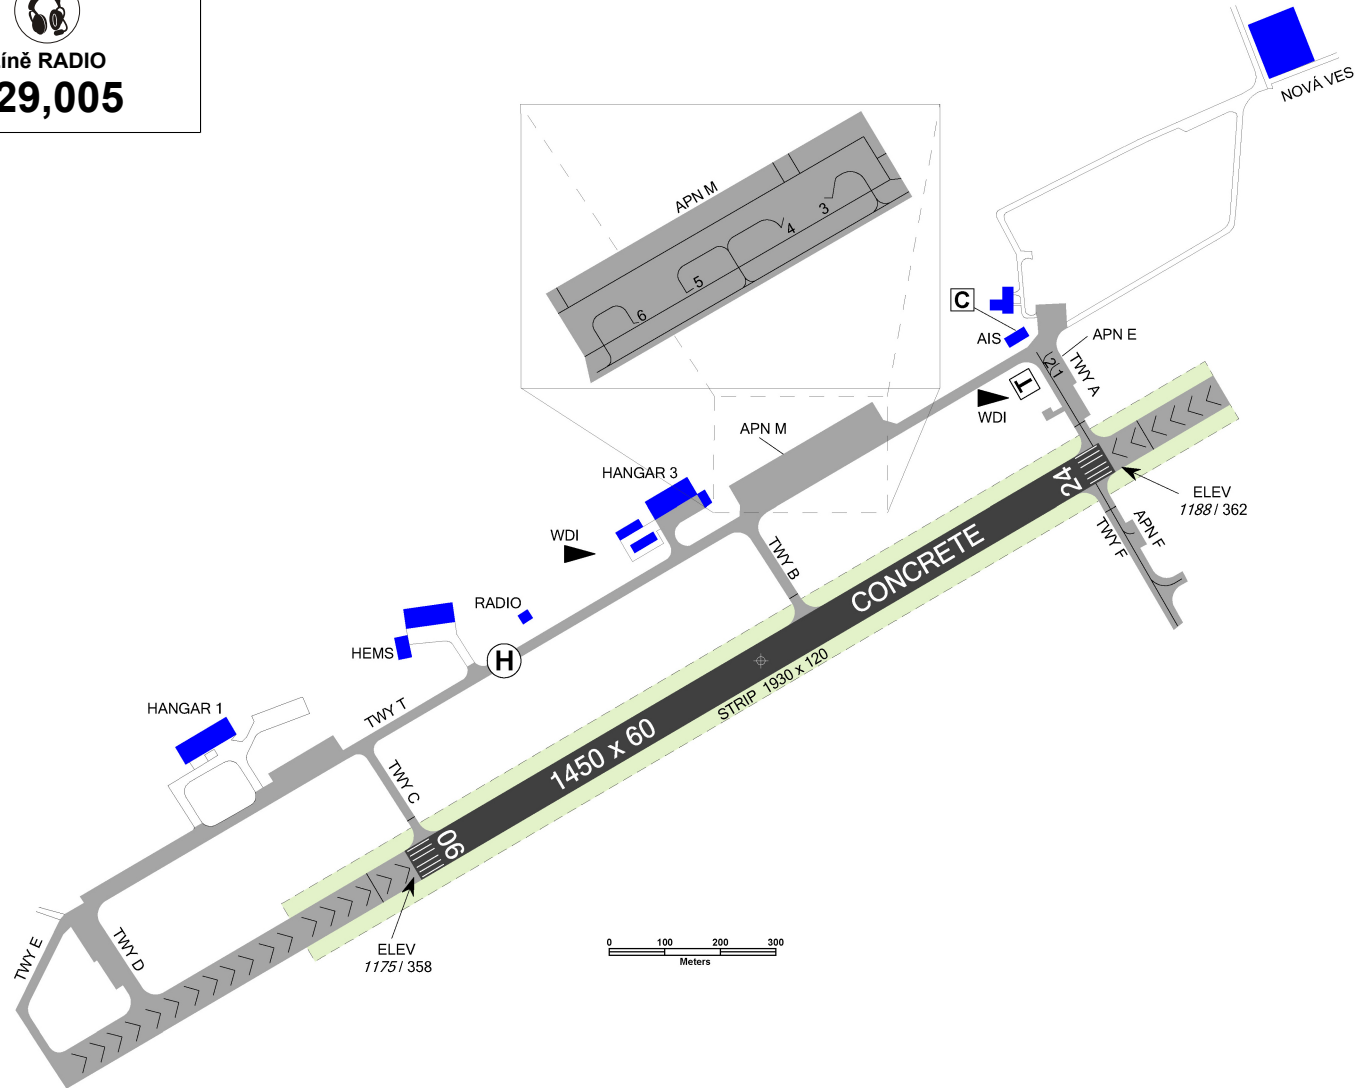 RADIO
29,005
NOVÁ VES
APN M
3
4
5
6
C
AIS
APN E
TWY A
2
1
T
WDI
APN M
HANGAR 3
24
ELEV
1188 / 362
WDI
TWY B
CONCRETE
APN F
TWY F
RADIO
HEMS
H
STRIP 1930 x 120
HANGAR 1
TWY T
1450 x 60
TWY C
06
TWY E
TWY D
ELEV
1175 / 358
0 100 200 300
Meters